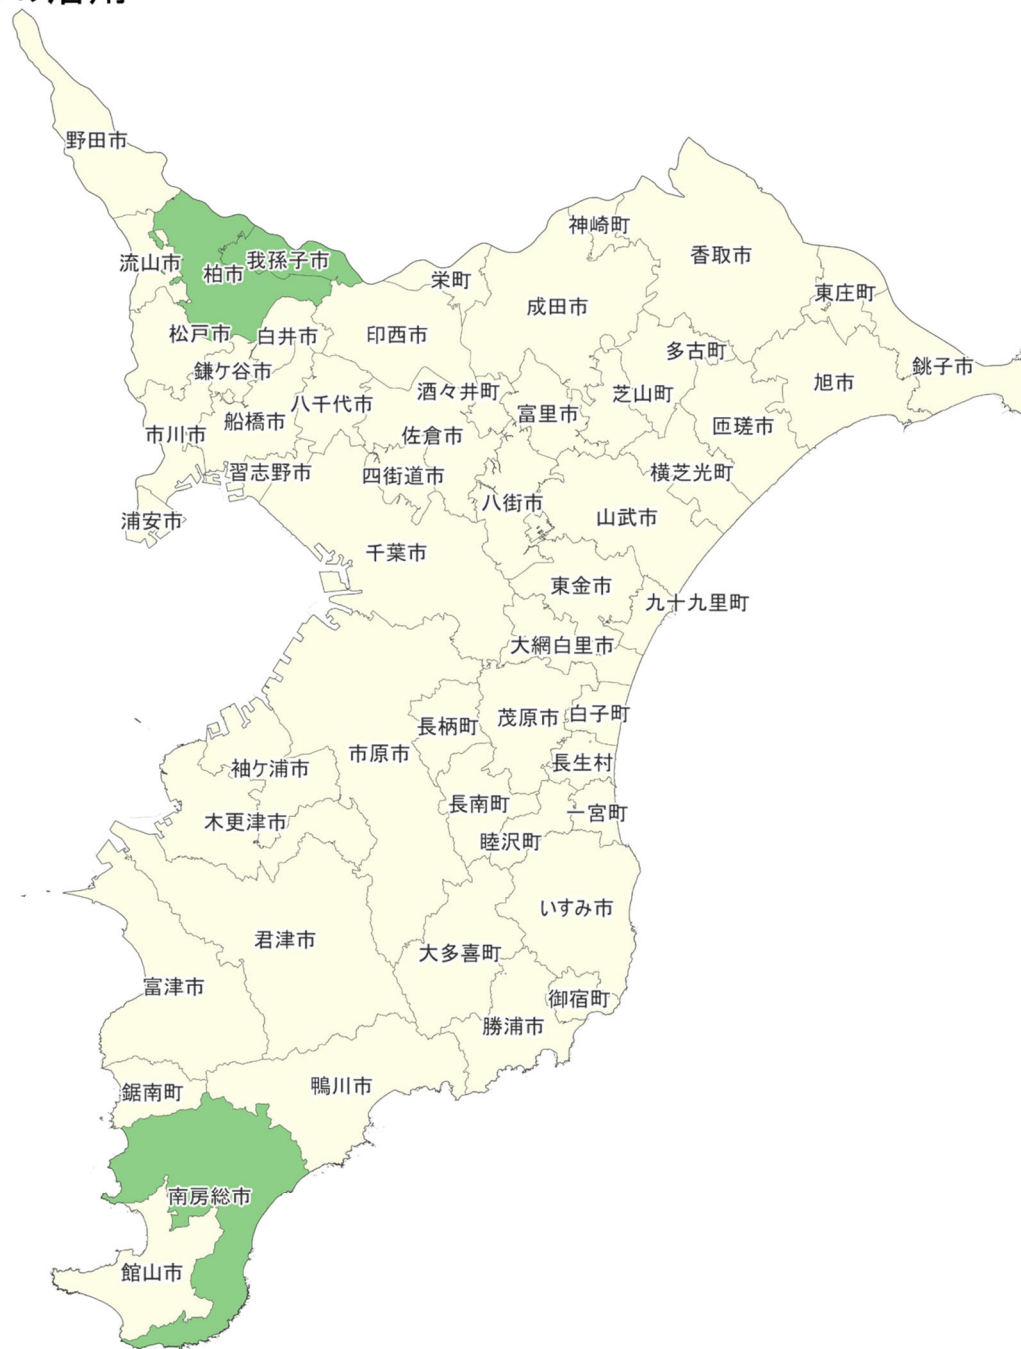 野田市
神崎町
香取市
流山市
柏市
我孫子市
栄町
成田市
東庄町
松戸市
白井市
印西市
多古町
鎌ケ谷市
銚子市
八千代市
酒々井町
芝山町
旭市
船橋市
富里市
市川市
佐倉市
匝瑳市
習志野市
四街道市
横芝光町
八街市
浦安市
山武市
千葉市
東金市
九十九里町
大網白里市
長柄町
茂原市
白子町
市原市
袖ケ浦市
長生村
長南町
一宮町
木更津市
睦沢町
いすみ市
君津市
大多喜町
富津市
御宿町
勝浦市
鋸南町
鴨川市
南房総市
館山市